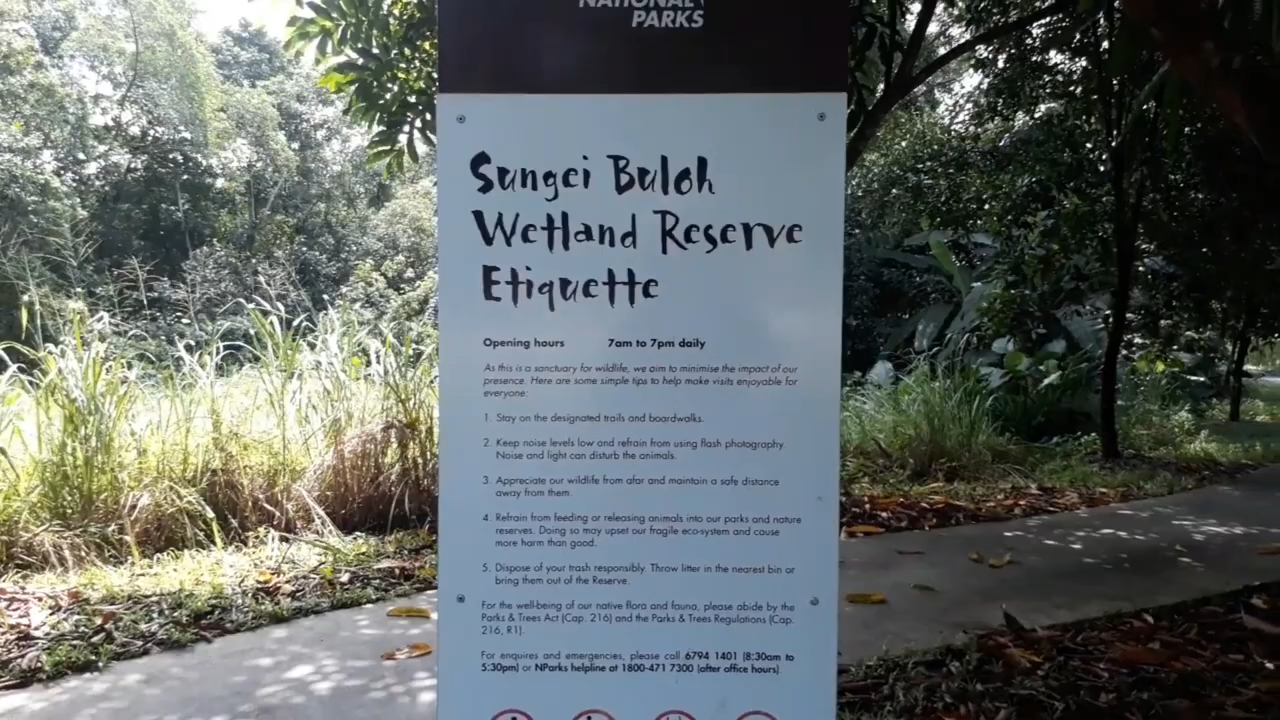 NATIONAL
PARKS
Sungei Buloh
Wetland Reserve
Etiquette
Opening hours 7am to 7pm daily
As this is a sanctuary for wildlife, we aim to minimise the impact of our
presence. Here are some simple tips to help make visits enjoyable for
everyone:
1. Stay on the designated trails and boardwalks.
2. Keep noise levels low and refrain from using flash photography.
Noise and light can disturb the animals.
3. Appreciate our wildlife from afar and maintain a safe distance
away from them.
4. Refrain from feeding or releasing animals into our parks and nature
reserves. Doing so may upset our fragile eco-system and cause
more harm than good.
5. Dispose of your trash responsibly. Throw litter in the nearest bin or
bring them out of the Reserve.
For the well-being of our native flora and fauna, please abide by the
Parks & Trees Act (Cap. 216) and the Parks & Trees Regulations (Cap.
216, R1).
For enquires and emergencies, please call 6794 1401 (8:30am to
5:30pm) or NParks helpline at 1800-471 7300 (after office hours).